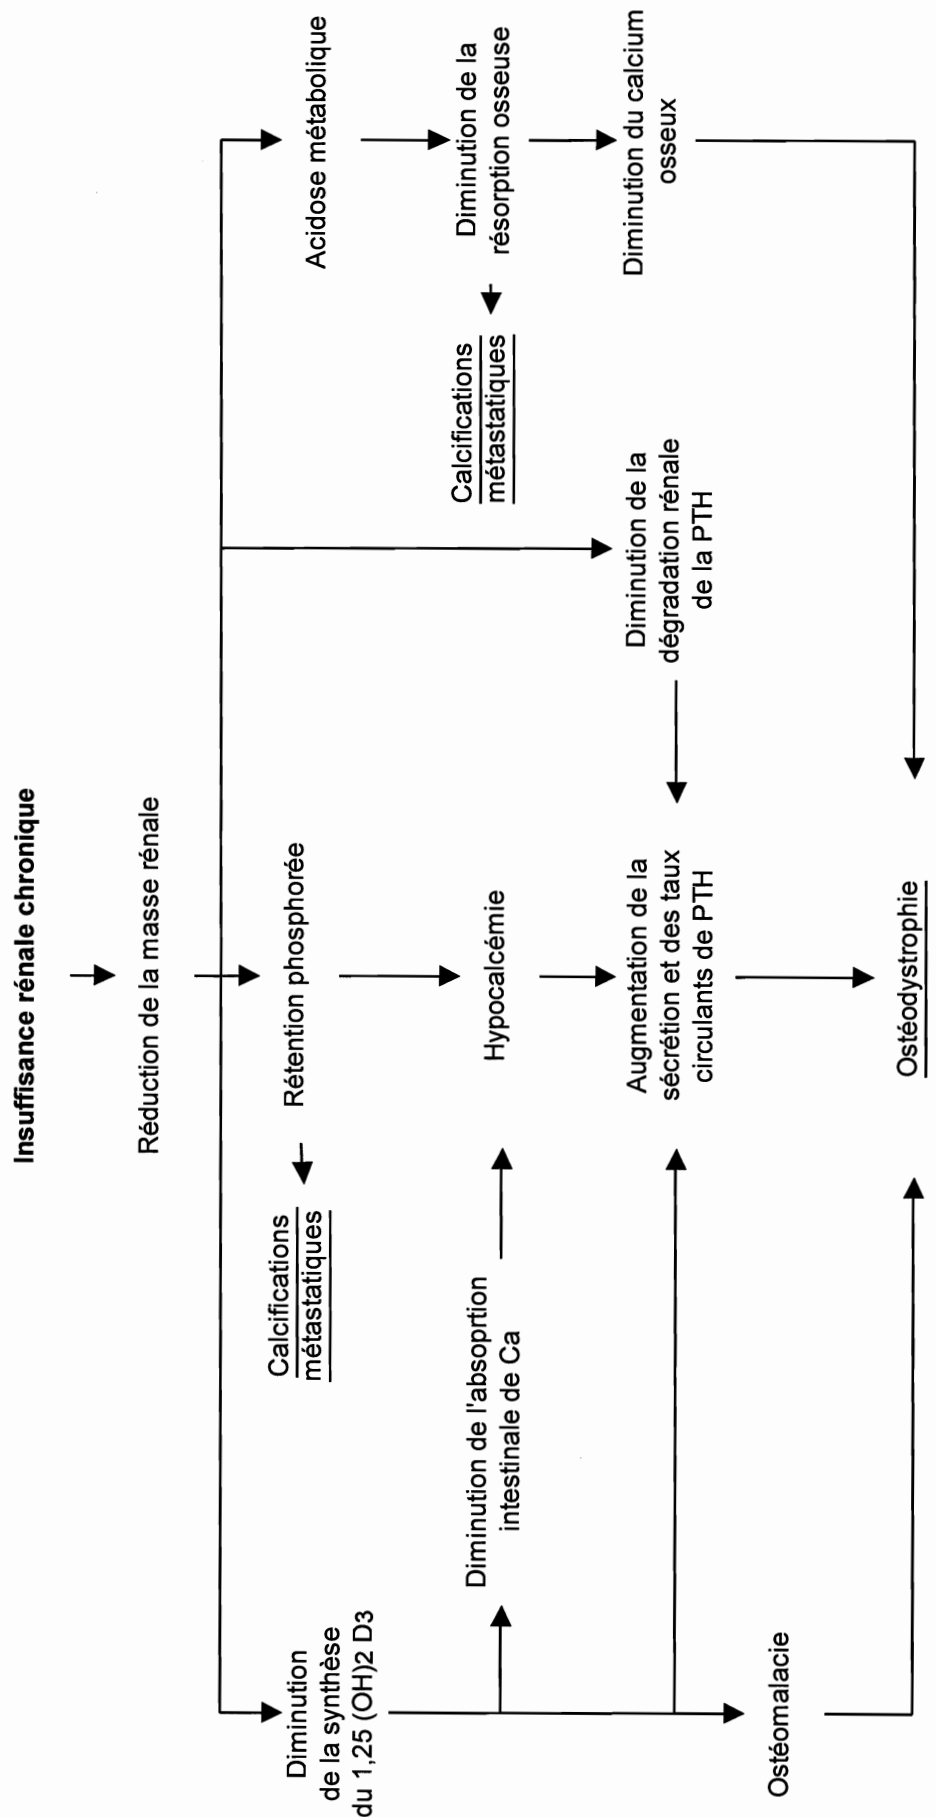 Insuffisance rénale chronique
Réduction de la masse rénale
Diminution
de la synthèse
du 1,25 (OH)2 D3
Calcifications
métastatiques
Rétention phosphorée
Acidose métabolique
Diminution de l'absoprtion
intestinale de Ca
Hypocalcémie
Calcifications
métastatiques
Diminution de la
résorption osseuse
Augmentation de la
sécrétion et des taux
circulants de PTH
Diminution de la
dégradation rénale
de la PTH
Diminution du calcium
osseux
Ostéomalacie
Ostéodystrophie